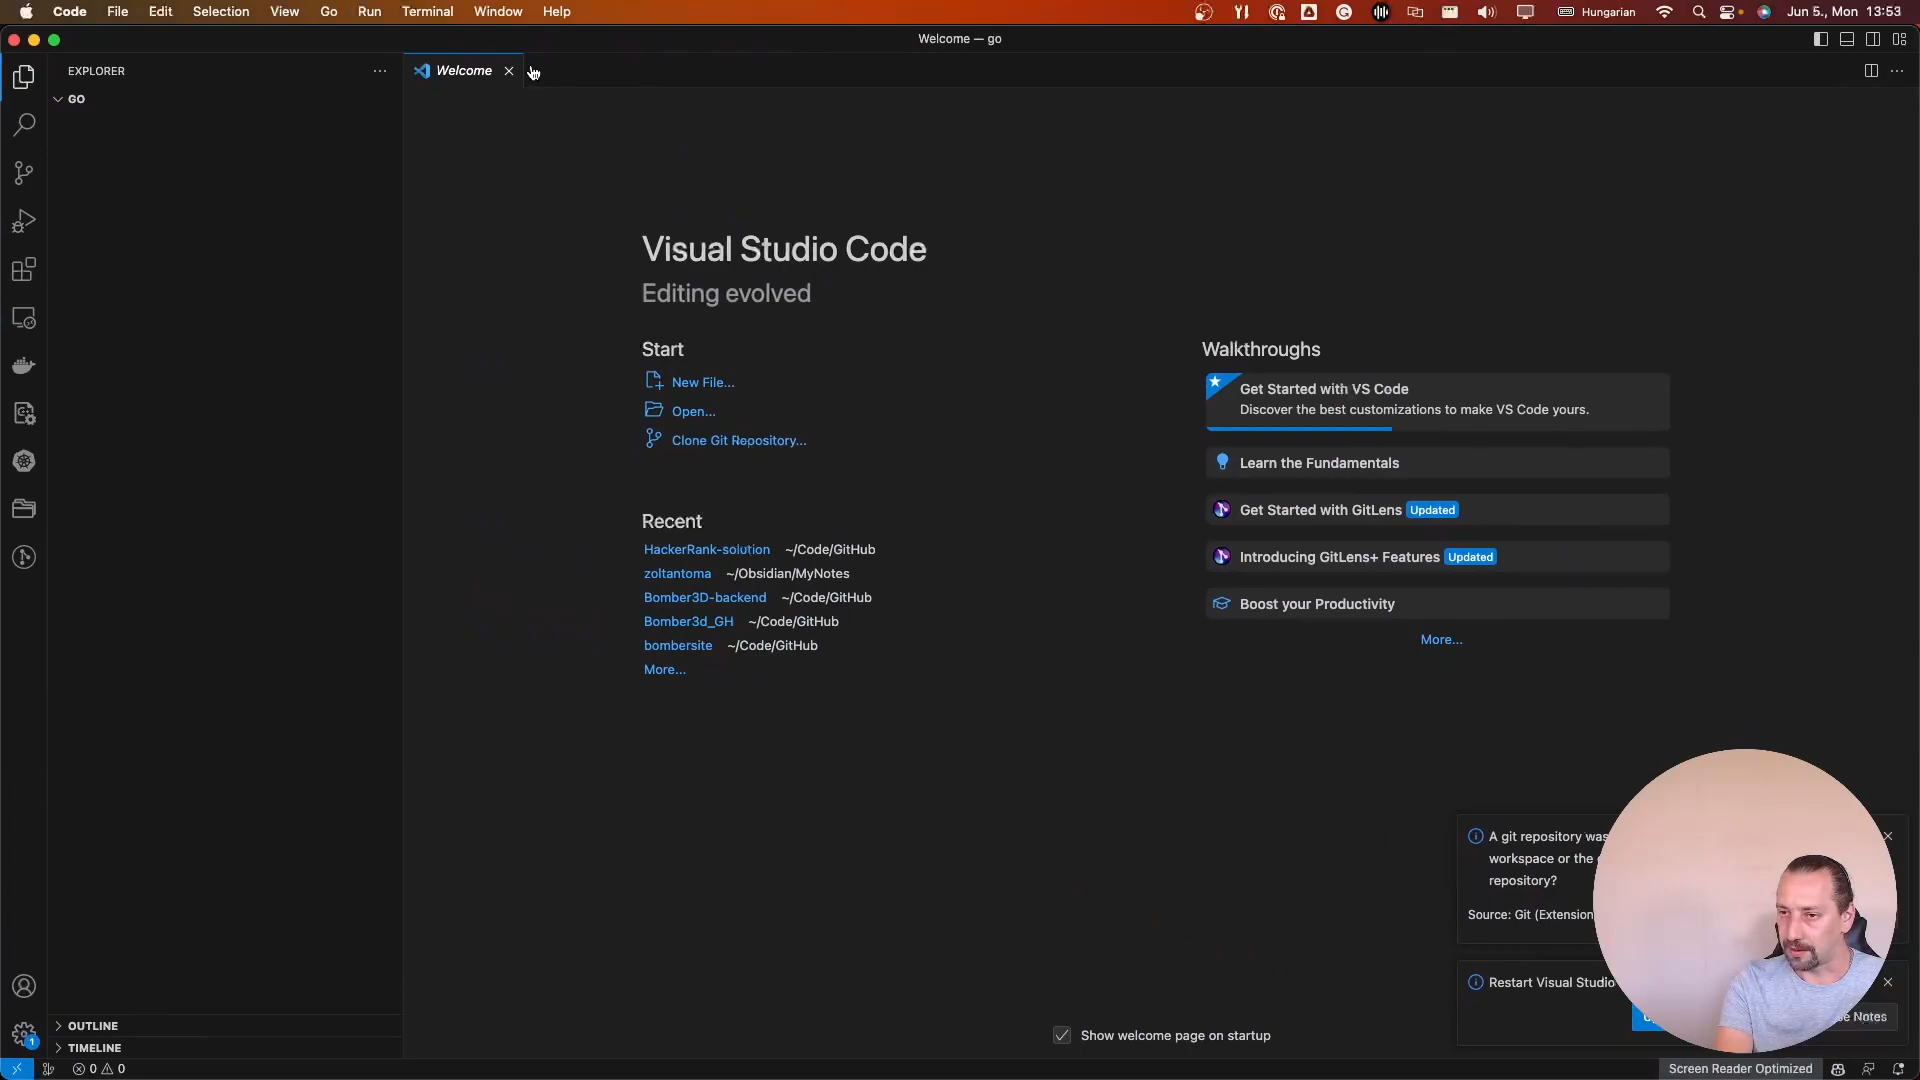 Code File Edit Selection View Go Run Terminal Window Help Hungarian Jun 5., Mon 13:53
Welcome — go
EXPLORER
Welcome
GO
Visual Studio Code
Editing evolved
Start
New File...
Open...
Clone Git Repository...
Recent
HackerRank-solution ~/Code/GitHub
zoltantoma ~/Obsidian/MyNotes
Bomber3D-backend ~/Code/GitHub
Bomber3d_GH ~/Code/GitHub
bombersite ~/Code/GitHub
More...
Walkthroughs
Get Started with VS Code
Discover the best customizations to make VS Code yours.
Learn the Fundamentals
Get Started with GitLens Updated
Introducing GitLens+ Features Updated
Boost your Productivity
More...
A git repository was
workspace or the
repository?
Source: Git (Extension
Restart Visual Studio
Notes
Show welcome page on startup
OUTLINE
TIMELINE
1
0 0
Screen Reader Optimized